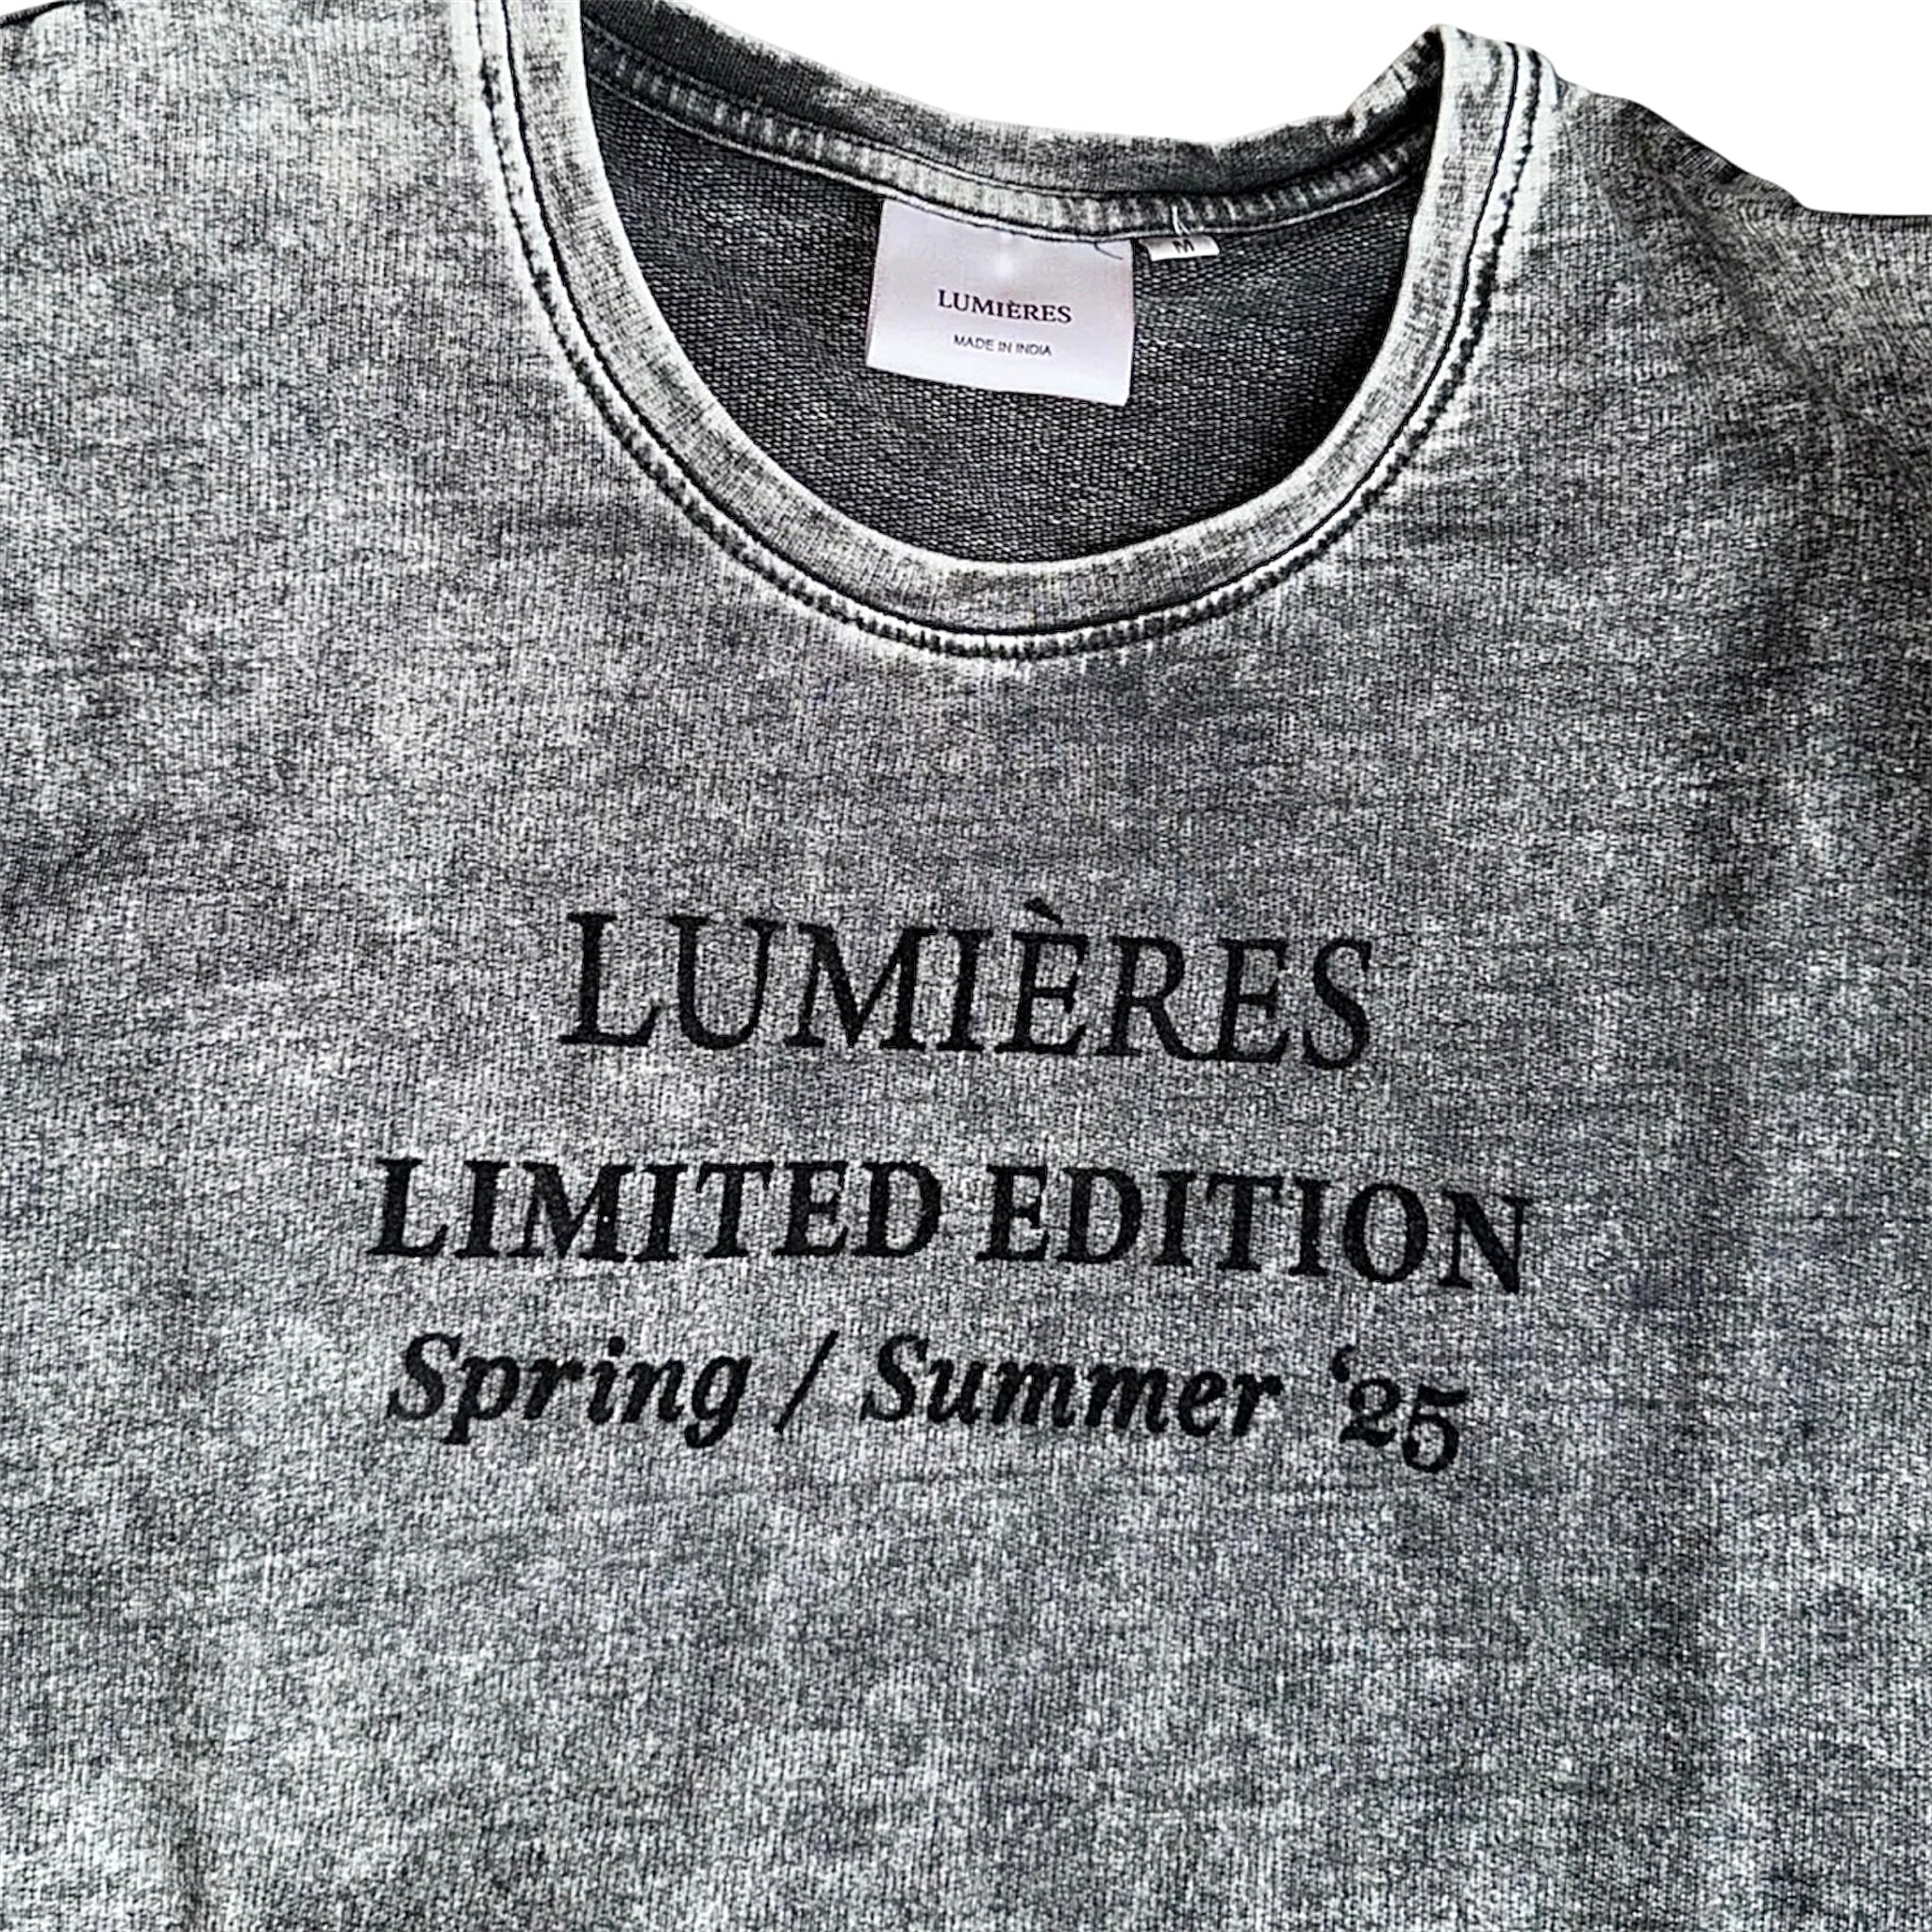 LUMIÈRES
MADE IN INDIA
M
LUMIÈRES
LIMITED EDITION
Spring / Summer ‘25